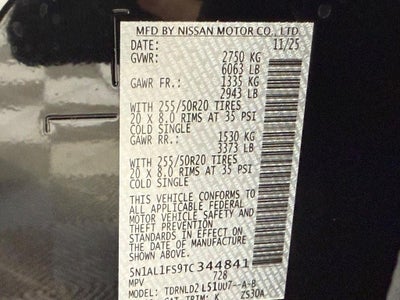 MFD BY NISSAN MOTOR CO., LTD
DATE: 11/25
GVWR: 2750 KG
6063 LB
GAWR FR.: 1335 KG
2943 LB
WITH 255/50R20 TIRES
20 X 8.0 RIMS AT 35 PSI
COLD SINGLE
GAWR RR.: 1530 KG
3373 LB
WITH 255/50R20 TIRES
20 X 8.0 RIMS AT 35 PSI
COLD SINGLE
THIS VEHICLE CONFORMS TO
ALL APPLICABLE FEDERAL
MOTOR VEHICLE SAFETY AND
THEFT PREVENTION
STANDARDS IN EFFECT ON
THE DATE OF MANUFACTURE
SHOWN ABOVE.
5N1AL1FS9TC344841
MPV 728
MODEL: TDRNLD2
TRIM: K